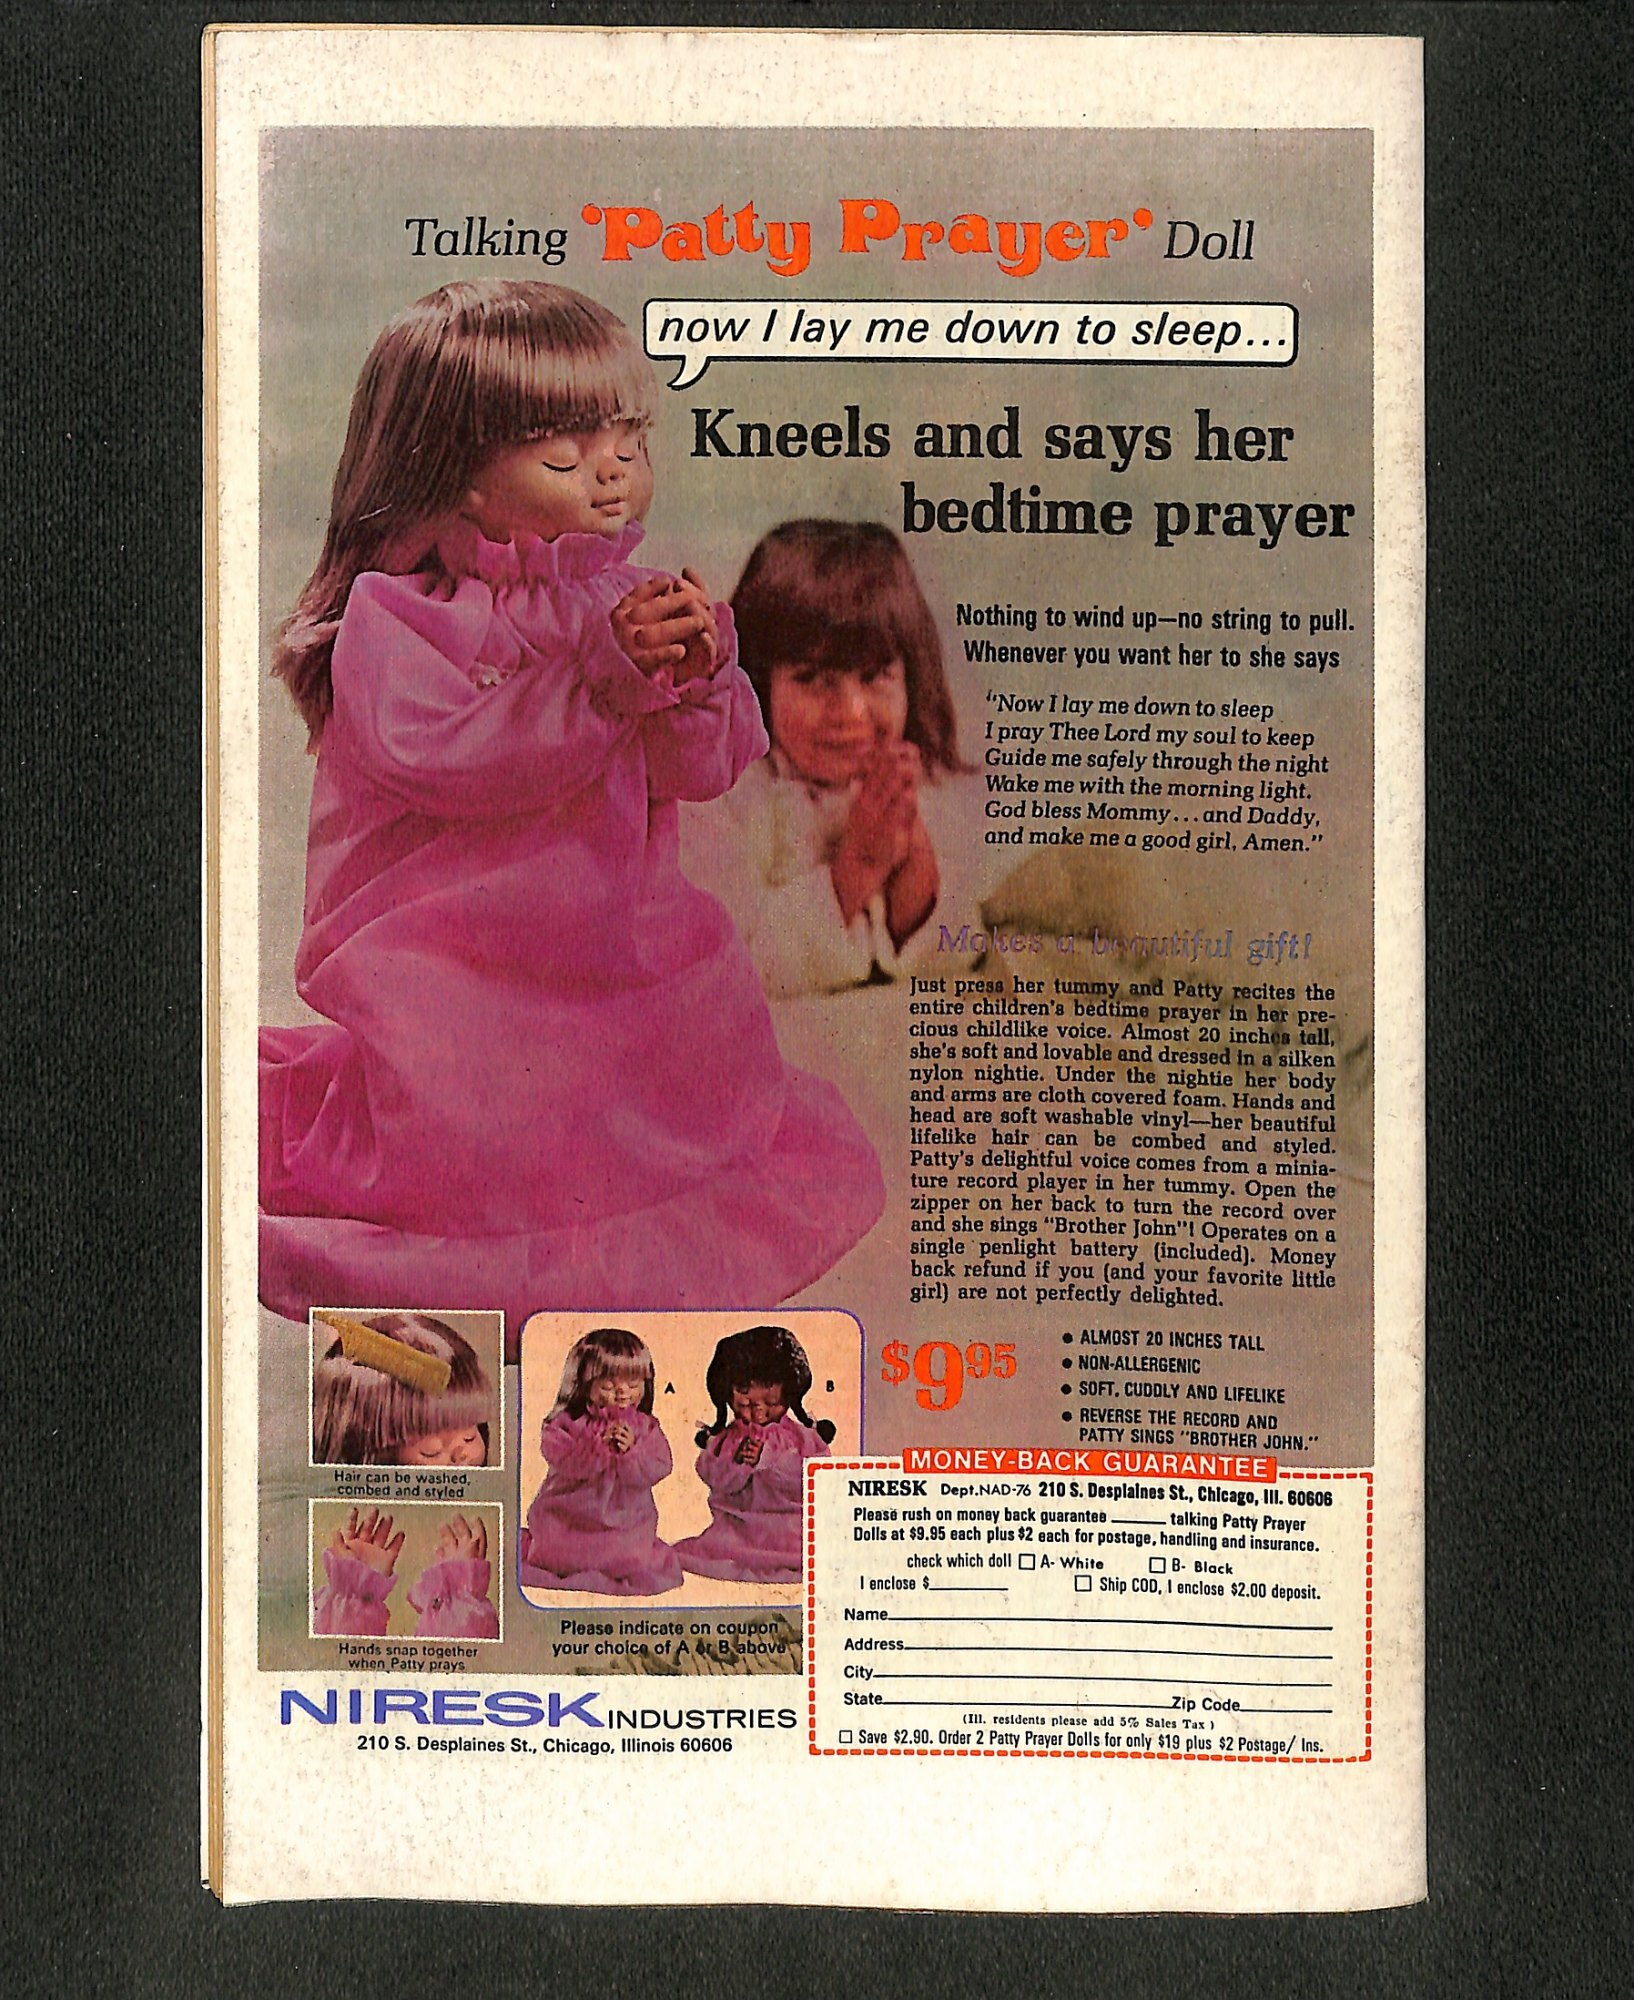 Talking 'Patty Prayer' Doll
now I lay me down to sleep...
Kneels and says her
bedtime prayer
Nothing to wind up—no string to pull.
Whenever you want her to she says
"Now I lay me down to sleep
I pray Thee Lord my soul to keep
Guide me safely through the night
Wake me with the morning light.
God bless Mommy...and Daddy,
and make me a good girl, Amen."
Makes a beautiful gift!
Just press her tummy and Patty recites the
entire children's bedtime prayer in her pre-
cious childlike voice. Almost 20 inches tall,
she's soft and lovable and dressed in a silken
nylon nightie. Under the nightie her body
and arms are cloth covered foam. Hands and
head are soft washable vinyl—her beautiful
lifelike hair can be combed and styled.
Patty's delightful voice comes from a minia-
ture record player in her tummy. Open the
zipper on her back to turn the record over
and she sings "Brother John"! Operates on a
single penlight battery (included). Money
back refund if you (and your favorite little
girl) are not perfectly delighted.
$9.95
• ALMOST 20 INCHES TALL
• NON-ALLERGENIC
• SOFT, CUDDLY AND LIFELIKE
• REVERSE THE RECORD AND
PATTY SINGS "BROTHER JOHN."
Hair can be washed,
combed and styled
Hands snap together
when Patty prays
A
B
Please indicate on coupon
your choice of A or B above
NIRESK INDUSTRIES
210 S. Desplaines St., Chicago, Illinois 60606
MONEY-BACK GUARANTEE
NIRESK Dept.NAD-76 210 S. Desplaines St., Chicago, Ill. 60606
Please rush on money back guarantee ______ talking Patty Prayer
Dolls at $9.95 each plus $2 each for postage, handling and insurance.
check which doll ☐ A- White ☐ B- Black
I enclose $________ ☐ Ship COD, I enclose $2.00 deposit.
Name
Address
City
State Zip Code
(Ill. residents please add 5% Sales Tax)
☐ Save $2.90. Order 2 Patty Prayer Dolls for only $19 plus $2 Postage/ Ins.